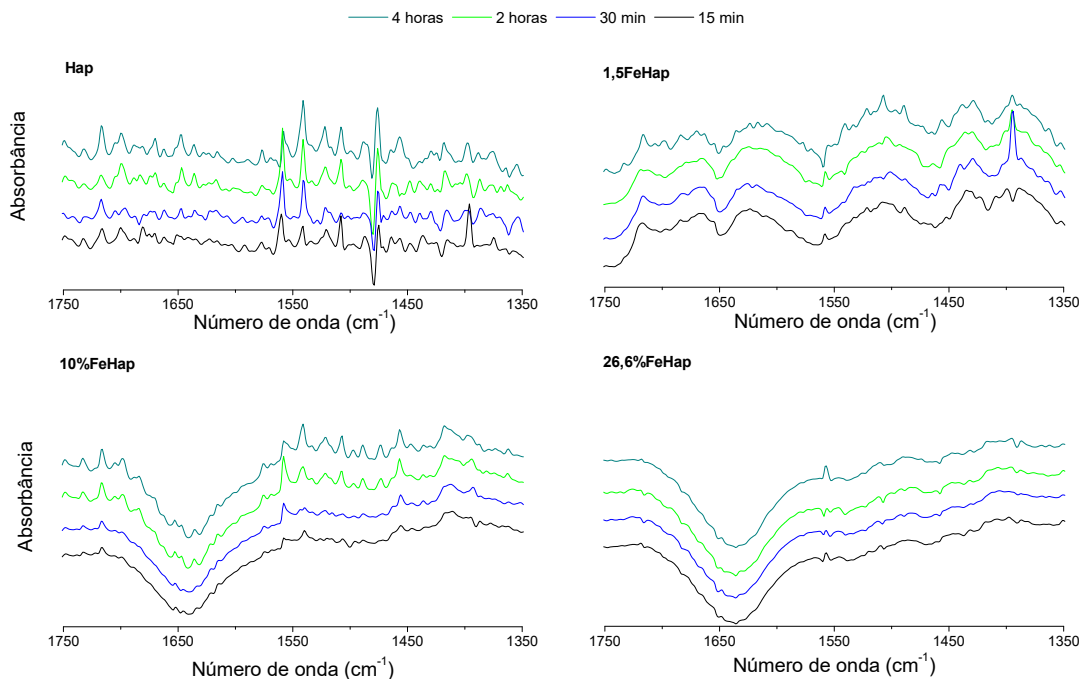 4 horas 2 horas 30 min 15 min
Hap
1,5FeHap
Absorbância
1750 1650 1550 1450 1350
1750 1650 1550 1450 1350
Número de onda (cm⁻¹)
Número de onda (cm⁻¹)
10%FeHap
26,6%FeHap
Absorbância
1750 1650 1550 1450 1350
1750 1650 1550 1450 1350
Número de onda (cm⁻¹)
Número de onda (cm⁻¹)